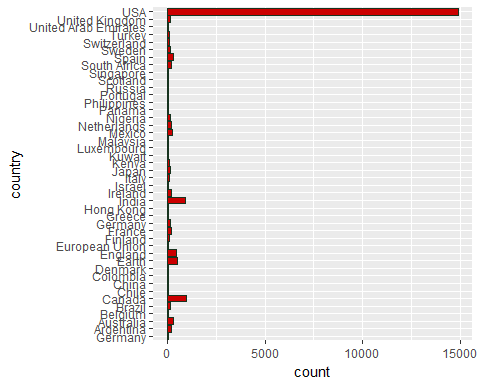 USA
United Kingdom
United Arab Emirates
Turkey
Switzerland
Sweden
Spain
South Africa
Singapore
Scotland
Russia
Portugal
Philippines
Panama
Nigeria
Netherlands
Mexico
Malaysia
Luxembourg
Kuwait
Kenya
Japan
Italy
Israel
Ireland
India
Hong Kong
Greece
Germany
France
Finland
European Union
England
Earth
Denmark
Colombia
China
Chile
Canada
Brazil
Belgium
Australia
Argentina
Germany
country
0 5000 10000 15000
count